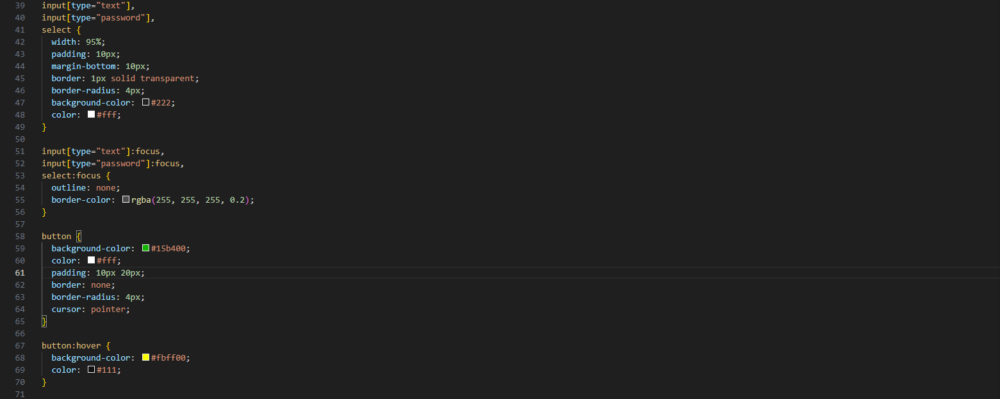 39 input[type="text"],
40 input[type="password"],
41 select {
42 width: 95%;
43 padding: 10px;
44 margin-bottom: 10px;
45 border: 1px solid transparent;
46 border-radius: 4px;
47 background-color: #222;
48 color: #fff;
49 }
50
51 input[type="text"]:focus,
52 input[type="password"]:focus,
53 select:focus {
54 outline: none;
55 border-color: rgba(255, 255, 255, 0.2);
56 }
57
58 button {
59 background-color: #15b400;
60 color: #fff;
61 padding: 10px 20px;
62 border: none;
63 border-radius: 4px;
64 cursor: pointer;
65 }
66
67 button:hover {
68 background-color: #fbff00;
69 color: #111;
70 }
71